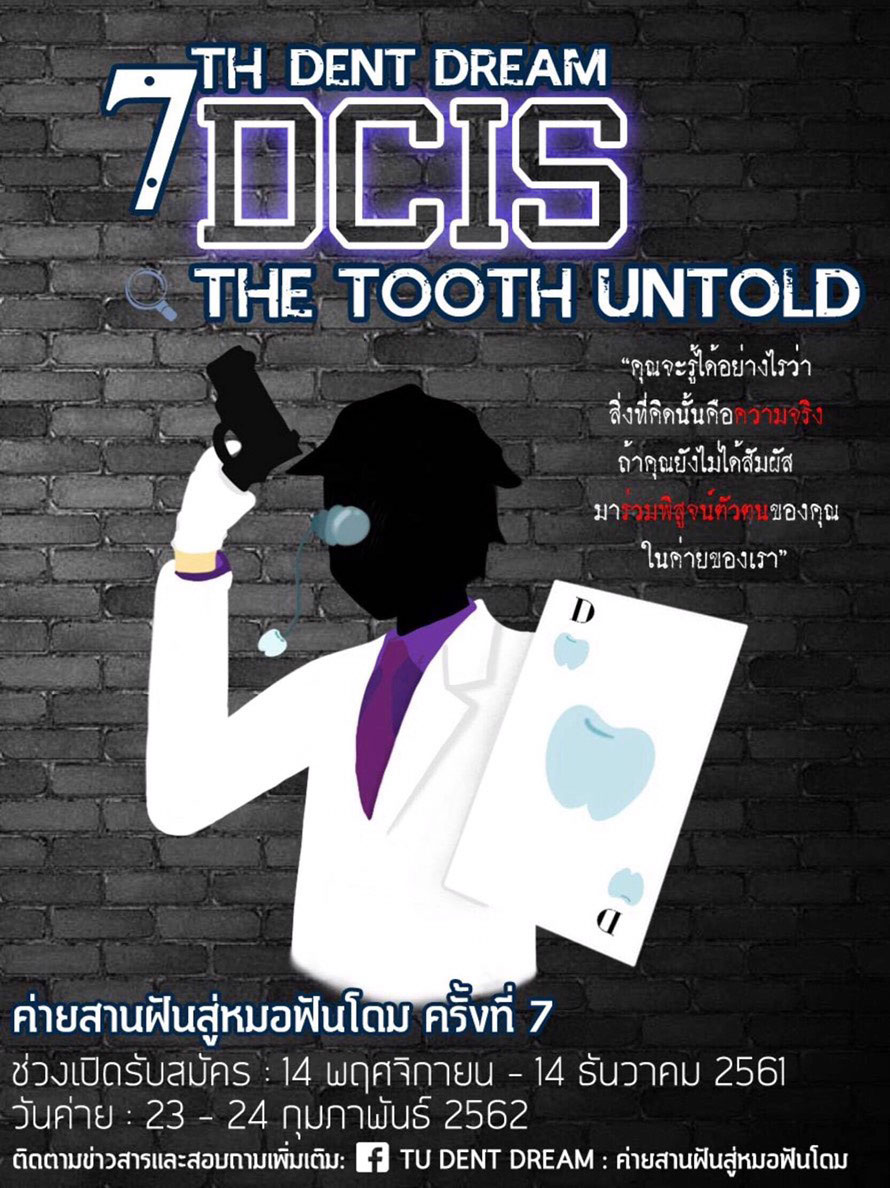 7TH DENT DREAM
DCIS
THE TOOTH UNTOLD
“คุณจะรู้ได้อย่างไรว่า
สิ่งที่คิดนั้นคือความจริง
ถ้าคุณยังไม่ได้สัมผัส
มาร่วมพิสูจน์ตัวตนของคุณ
ในค่ายของเรา”
D
D
ค่ายสานฝันสู่หมอฟันโดม ครั้งที่ 7
ช่วงเปิดรับสมัคร : 14 พฤศจิกายน - 14 ธันวาคม 2561
วันค่าย : 23 - 24 กุมภาพันธ์ 2562
ติดตามข่าวสารและสอบถามเพิ่มเติม: f TU DENT DREAM : ค่ายสานฝันสู่หมอฟันโดม